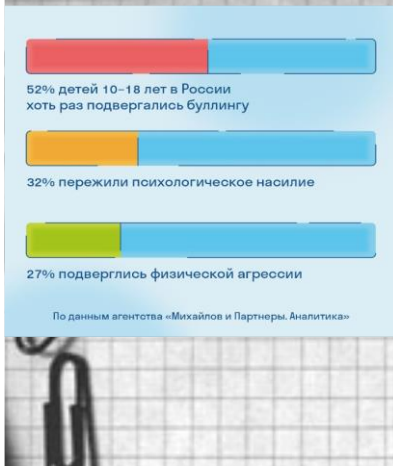 52% детей 10–18 лет в России
хоть раз подвергались буллингу
32% пережили психологическое насилие
27% подверглись физической агрессии
По данным агентства «Михайлов и Партнеры. Аналитика»